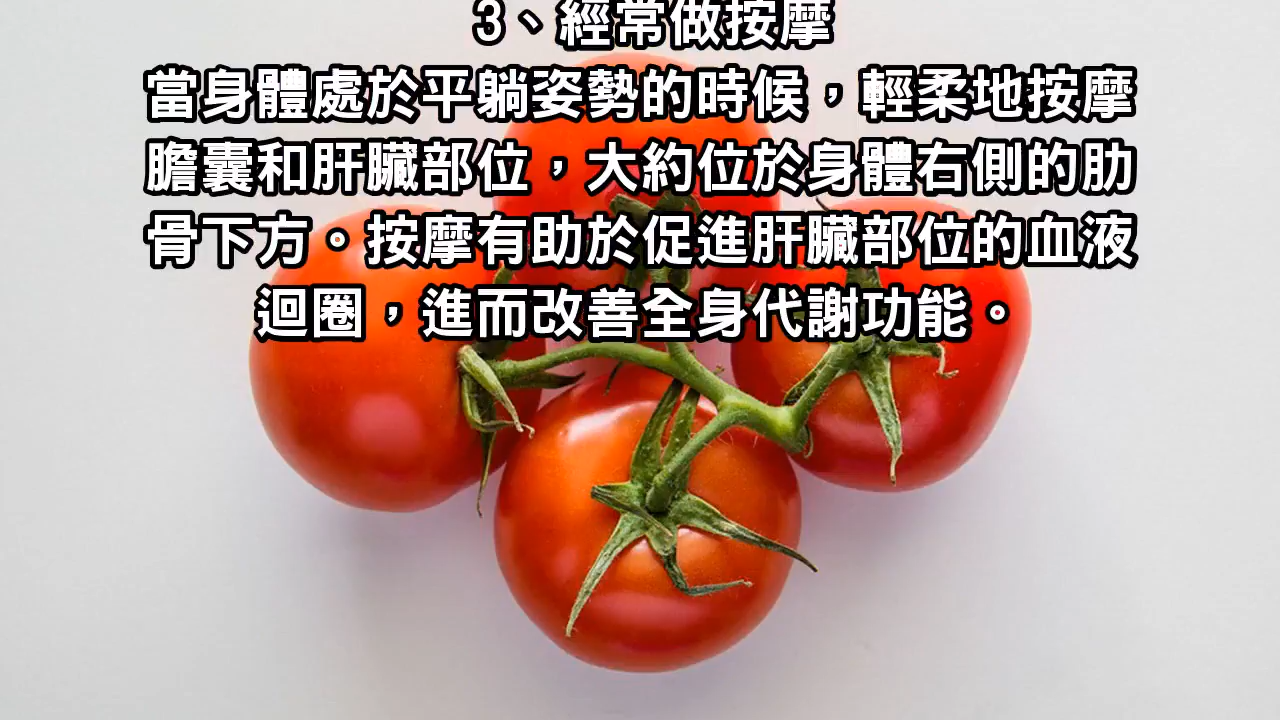 3、經常做按摩
當身體處於平躺姿勢的時候，輕柔地按摩
膽囊和肝臟部位，大約位於身體右側的肋
骨下方。按摩有助於促進肝臟部位的血液
迴圈，進而改善全身代謝功能。